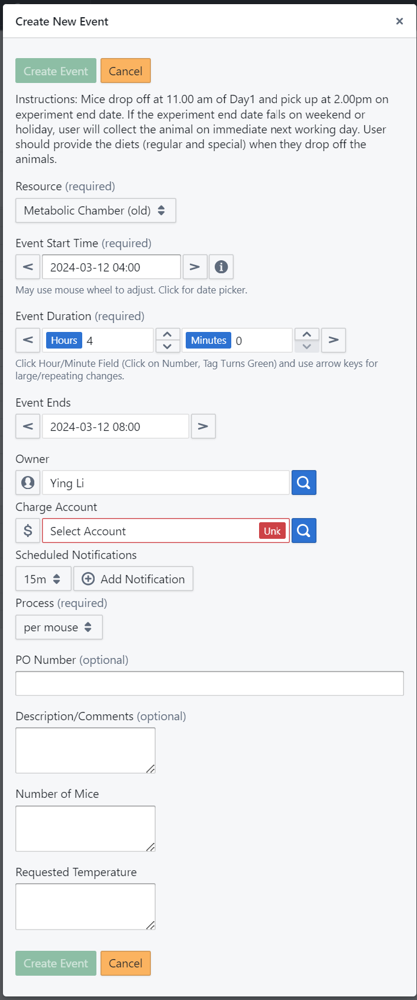 Create New Event ×
Create Event Cancel
Instructions: Mice drop off at 11.00 am of Day1 and pick up at 2.00pm on
experiment end date. If the experiment end date falls on weekend or
holiday, user will collect the animal on immediate next working day. User
should provide the diets (regular and special) when they drop off the
animals.
Resource (required)
Metabolic Chamber (old)
Event Start Time (required)
< 2024-03-12 04:00 >
May use mouse wheel to adjust. Click for date picker.
Event Duration (required)
< Hours 4 Minutes 0 >
Click Hour/Minute Field (Click on Number, Tag Turns Green) and use arrow keys for
large/repeating changes.
Event Ends
< 2024-03-12 08:00 >
Owner
Ying Li
Charge Account
$ Select Account Unk
Scheduled Notifications
15m Add Notification
Process (required)
per mouse
PO Number (optional)
Description/Comments (optional)
Number of Mice
Requested Temperature
Create Event Cancel